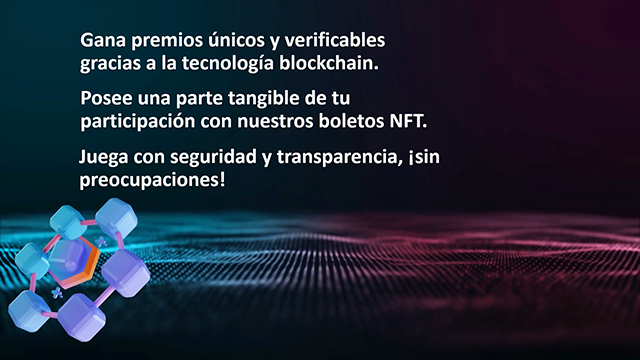 Gana premios únicos y verificables
gracias a la tecnología blockchain.
Posee una parte tangible de tu
participación con nuestros boletos NFT.
Juega con seguridad y transparencia, ¡sin
preocupaciones!